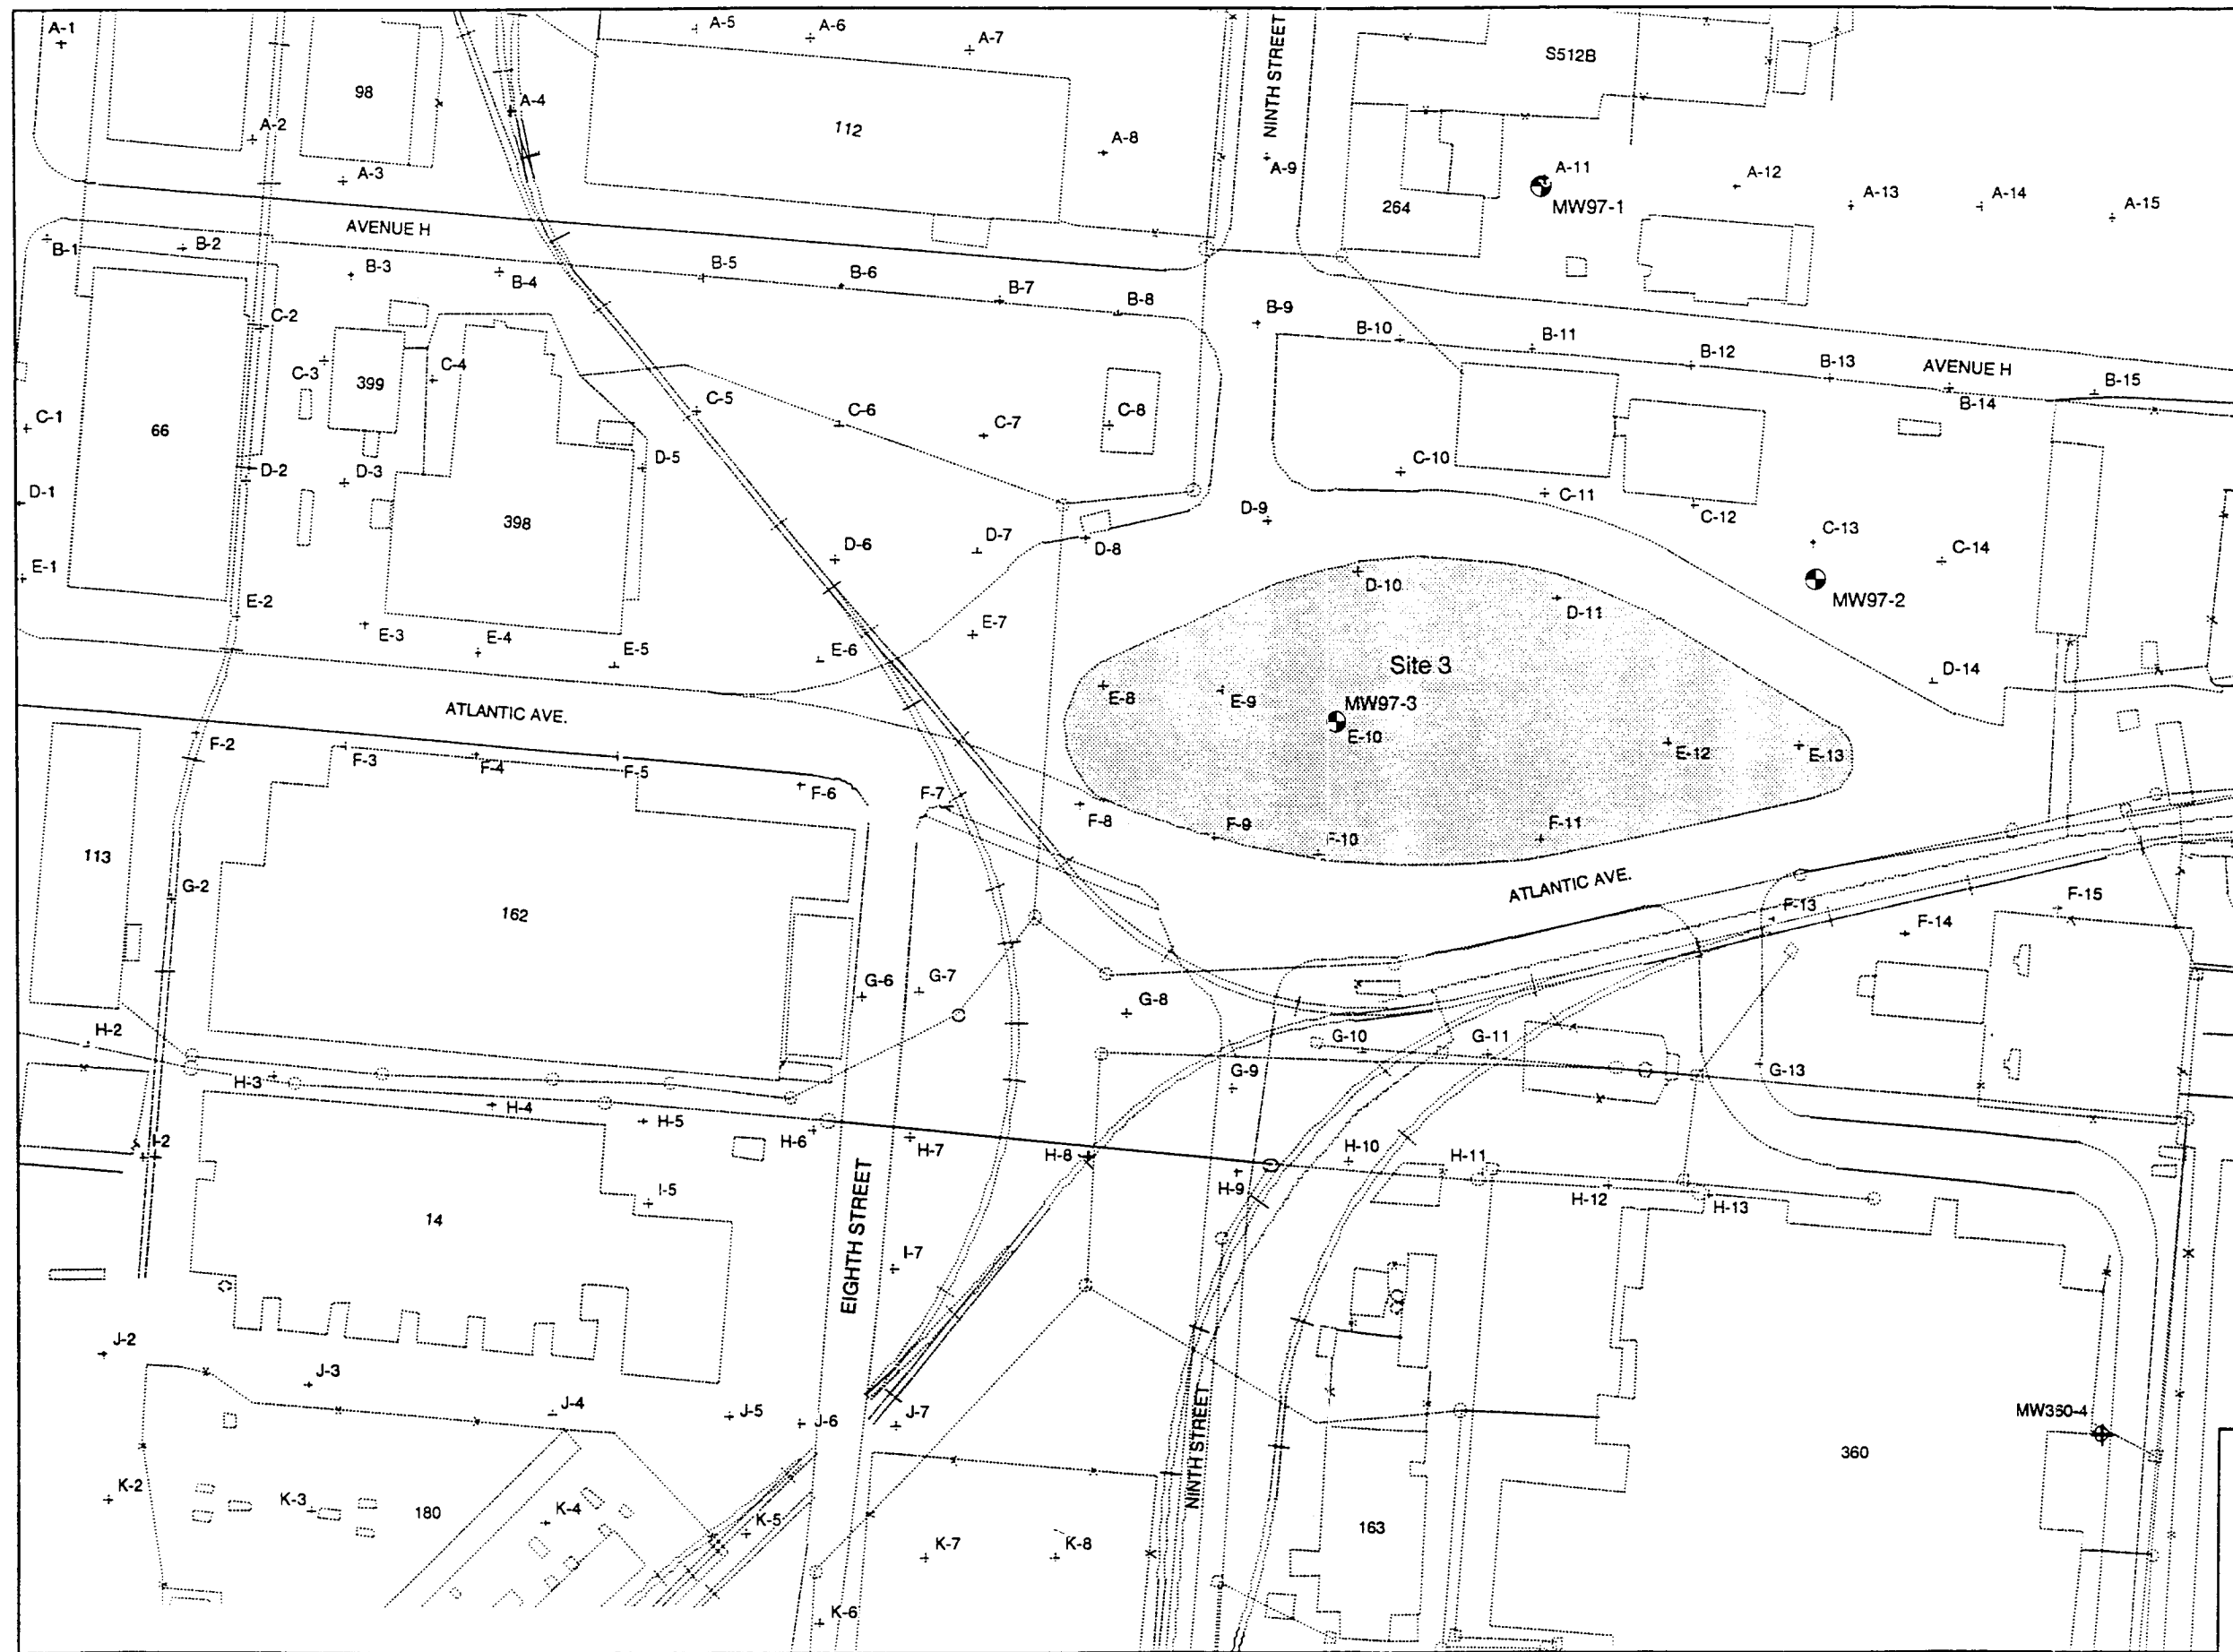 A-1
A-5
A-6
A-7
NINTH STREET
S512B
98
A-4
112
A-2
A-8
A-9
A-3
A-11
A-12
A-13
A-14
A-15
MW97-1
264
AVENUE H
B-1
B-2
B-3
B-4
B-5
B-6
B-7
B-8
B-9
B-10
B-11
B-12
B-13
AVENUE H
B-14
B-15
C-2
C-3
399
C-4
C-5
C-6
C-7
C-8
C-1
66
C-10
C-11
C-12
C-13
C-14
D-1
D-2
D-3
D-5
398
D-6
D-7
D-8
D-9
D-10
D-11
MW97-2
E-1
E-2
E-3
E-4
E-5
E-6
E-7
Site 3
D-14
E-8
E-9
MW97-3
E-10
E-12
E-13
ATLANTIC AVE.
F-2
F-3
F-4
F-5
F-6
F-7
F-8
F-9
F-10
F-11
113
G-2
162
ATLANTIC AVE.
F-13
F-14
F-15
G-6
G-7
G-8
H-2
G-10
G-11
G-9
G-13
H-3
H-4
H-5
H-6
H-7
H-8
H-9
H-10
H-11
H-12
H-13
I-2
I-5
14
EIGHTH STREET
I-7
J-2
J-3
J-4
J-5
J-6
J-7
NINTH STREET
MW360-4
360
K-2
K-3
180
K-4
K-5
163
K-7
K-8
K-6